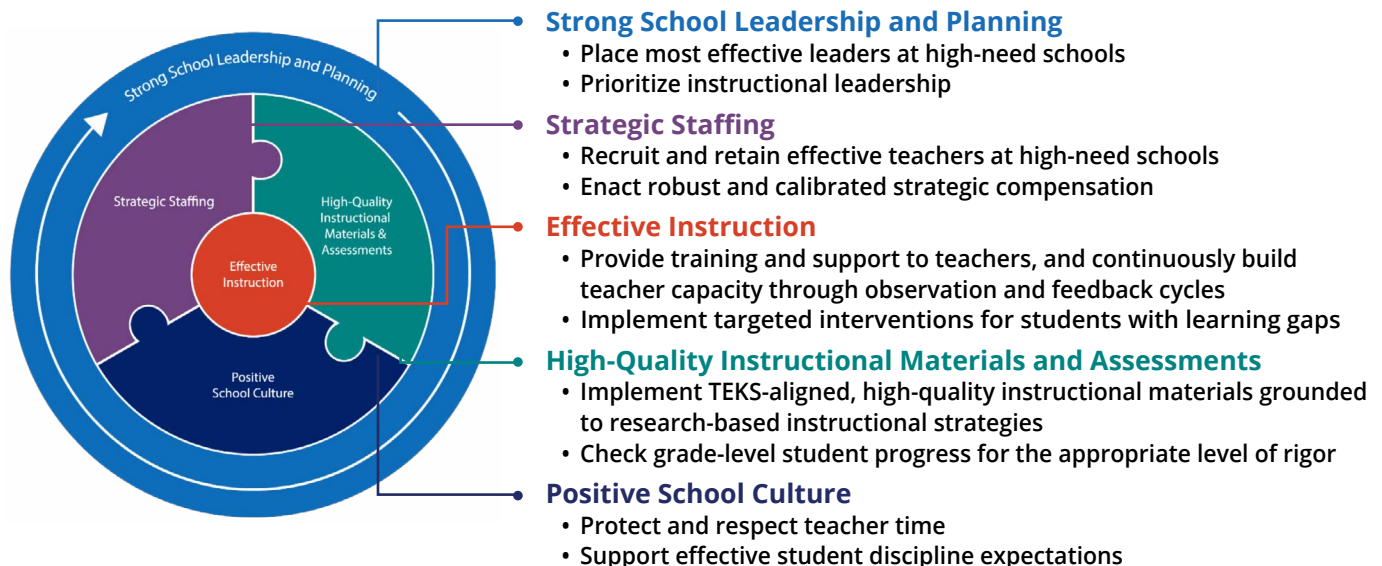 Strong School Leadership and Planning
Strategic Staffing
High-Quality
Instructional
Materials &
Assessments
Effective
Instruction
Positive
School Culture
Strong School Leadership and Planning
• Place most effective leaders at high-need schools
• Prioritize instructional leadership
Strategic Staffing
• Recruit and retain effective teachers at high-need schools
• Enact robust and calibrated strategic compensation
Effective Instruction
• Provide training and support to teachers, and continuously build
teacher capacity through observation and feedback cycles
• Implement targeted interventions for students with learning gaps
High-Quality Instructional Materials and Assessments
• Implement TEKS-aligned, high-quality instructional materials grounded
to research-based instructional strategies
• Check grade-level student progress for the appropriate level of rigor
Positive School Culture
• Protect and respect teacher time
• Support effective student discipline expectations